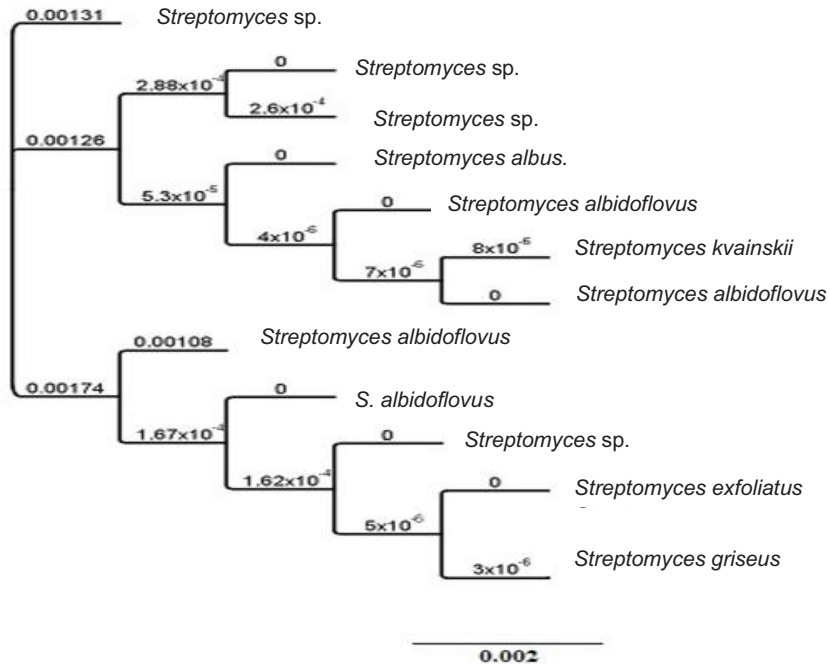 0.00131 Streptomyces sp.
0 Streptomyces sp.
2.88x10⁻⁴
2.6x10⁻⁴ Streptomyces sp.
0.00126
0 Streptomyces albus.
5.3x10⁻⁵
0 Streptomyces albidoflovus
4x10⁻⁶
8x10⁻⁵ Streptomyces kvainskii
7x10⁻⁶
0 Streptomyces albidoflovus
0.00108 Streptomyces albidoflovus
0.00174
0 S. albidoflovus
1.67x10⁻⁴
0 Streptomyces sp.
1.62x10⁻⁴
0 Streptomyces exfoliatus
5x10⁻⁶
3x10⁻⁶ Streptomyces griseus
0.002